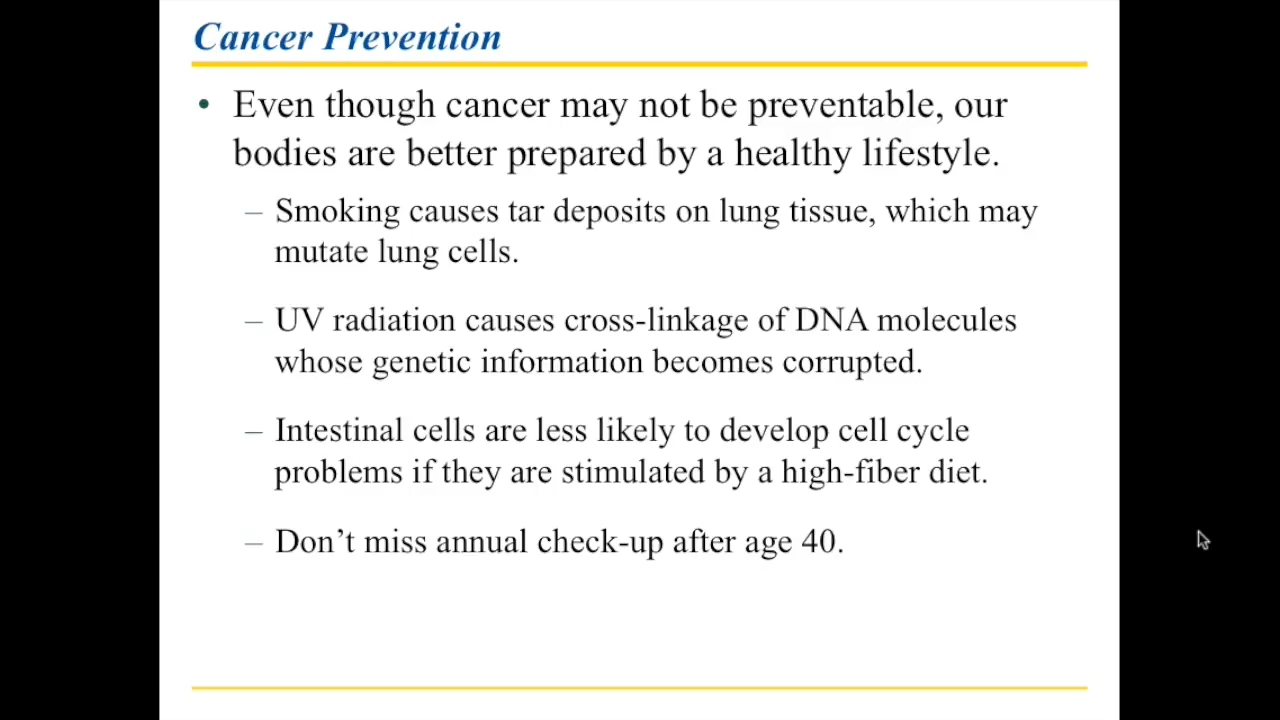 Cancer Prevention
• Even though cancer may not be preventable, our
bodies are better prepared by a healthy lifestyle.
– Smoking causes tar deposits on lung tissue, which may
mutate lung cells.
– UV radiation causes cross-linkage of DNA molecules
whose genetic information becomes corrupted.
– Intestinal cells are less likely to develop cell cycle
problems if they are stimulated by a high-fiber diet.
– Don’t miss annual check-up after age 40.